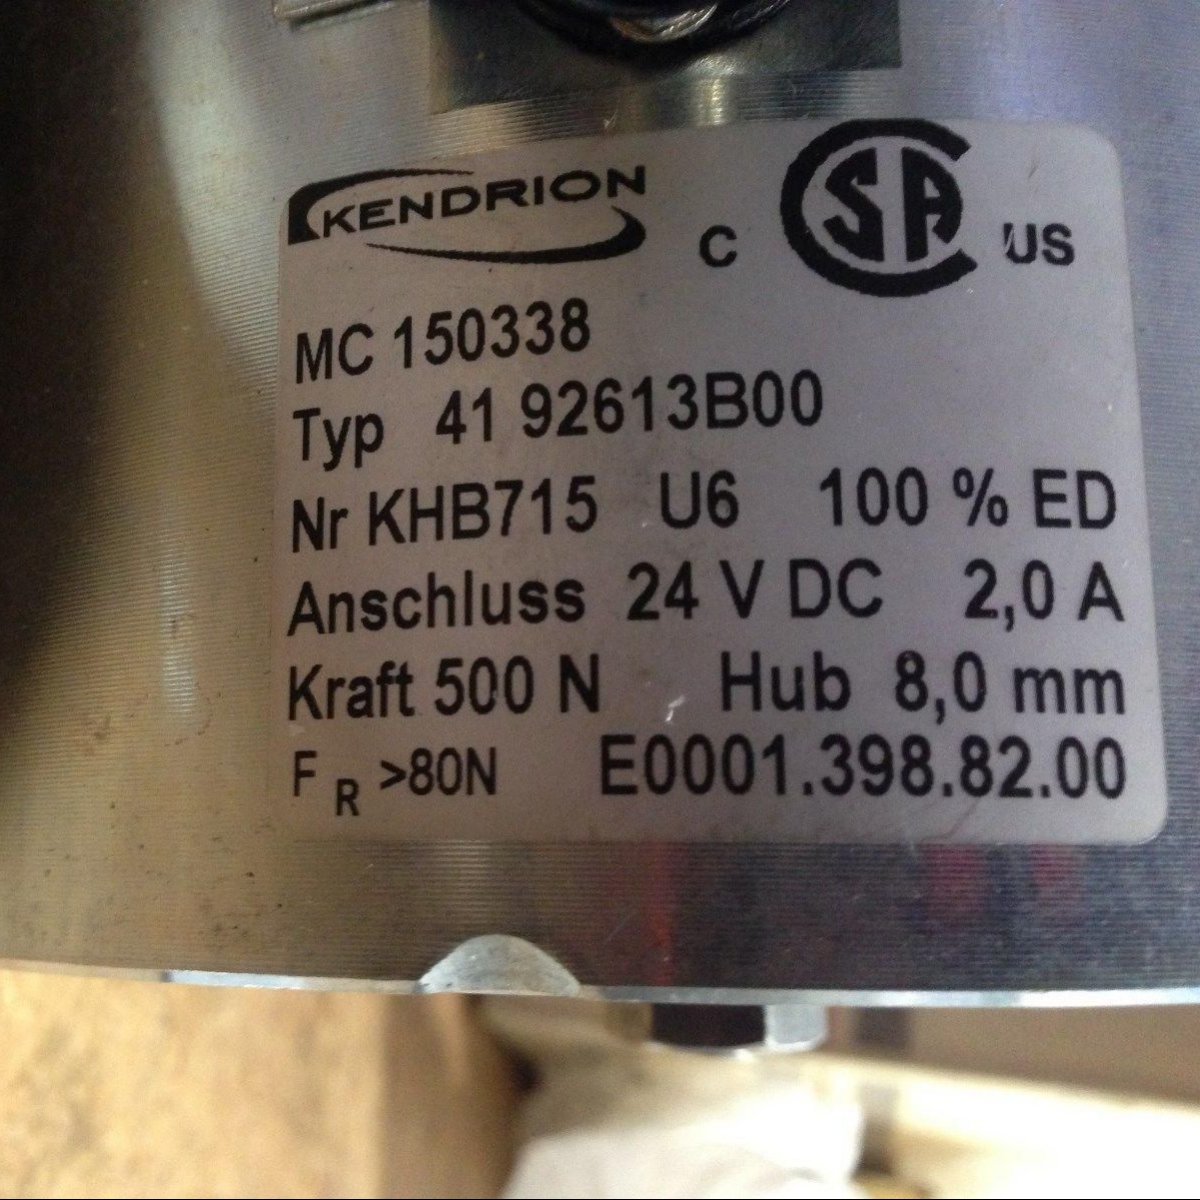 KENDRION C SA US
MC 150338
Typ 41 92613B00
Nr KHB715 U6 100 % ED
Anschluss 24 V DC 2,0 A
Kraft 500 N Hub 8,0 mm
F R >80N E0001.398.82.00